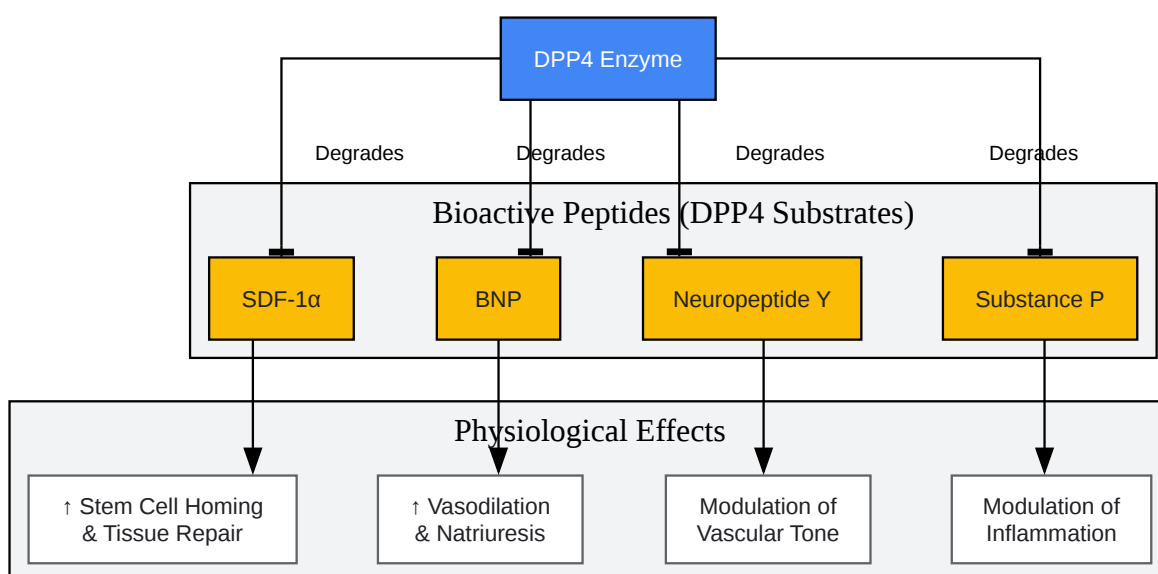 DPP4 Enzyme
Degrades
Degrades
Degrades
Degrades
Bioactive Peptides (DPP4 Substrates)
SDF-1α
BNP
Neuropeptide Y
Substance P
Physiological Effects
↑ Stem Cell Homing
& Tissue Repair
↑ Vasodilation
& Natriuresis
Modulation of
Vascular Tone
Modulation of
Inflammation